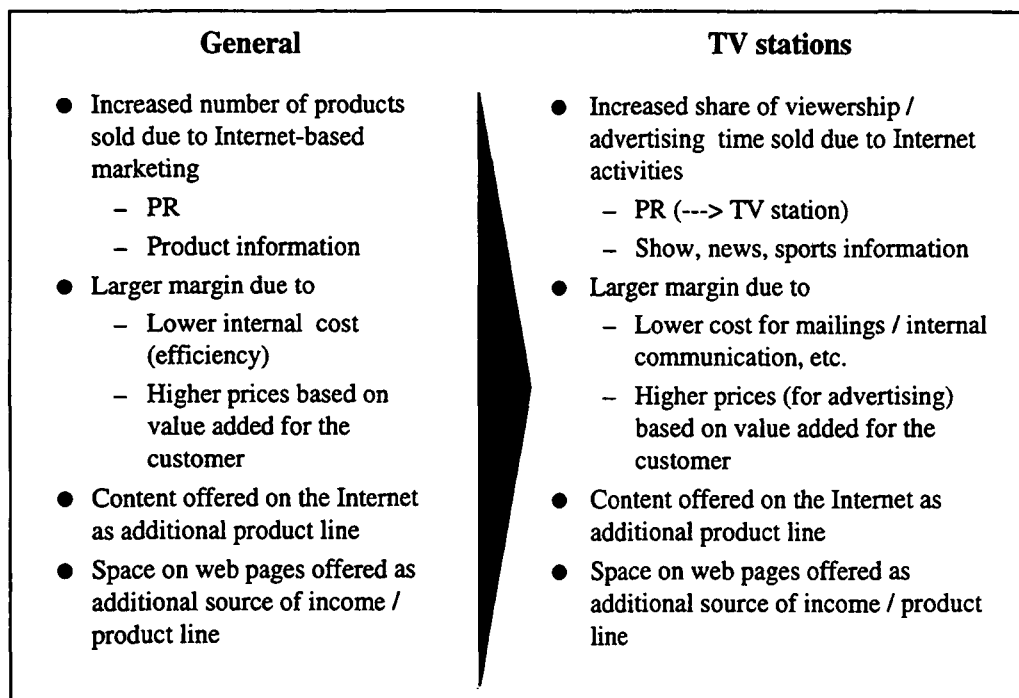 General
● Increased number of products
sold due to Internet-based
marketing
– PR
– Product information
● Larger margin due to
– Lower internal cost
(efficiency)
– Higher prices based on
value added for the
customer
● Content offered on the Internet
as additional product line
● Space on web pages offered as
additional source of income /
product line
TV stations
● Increased share of viewership /
advertising time sold due to Internet
activities
– PR (---> TV station)
– Show, news, sports information
● Larger margin due to
– Lower cost for mailings / internal
communication, etc.
– Higher prices (for advertising)
based on value added for the
customer
● Content offered on the Internet as
additional product line
● Space on web pages offered as
additional source of income / product
line